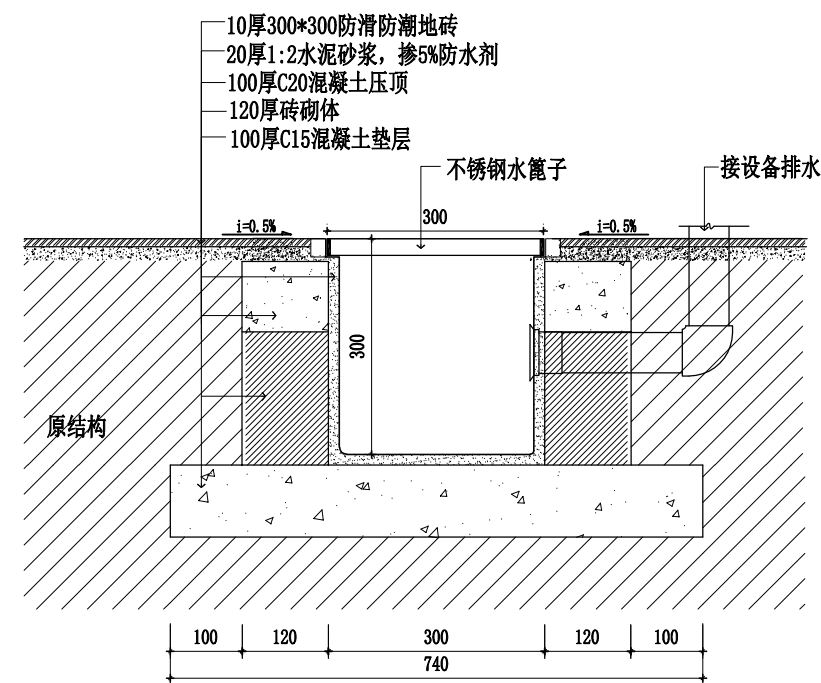 10厚300*300防滑防潮地砖
20厚1:2水泥砂浆，掺5%防水剂
100厚C20混凝土压顶
120厚砖砌体
100厚C15混凝土垫层
不锈钢水篦子
接设备排水
i=0.5%
300
i=0.5%
300
原结构
100 120 300 120 100
740